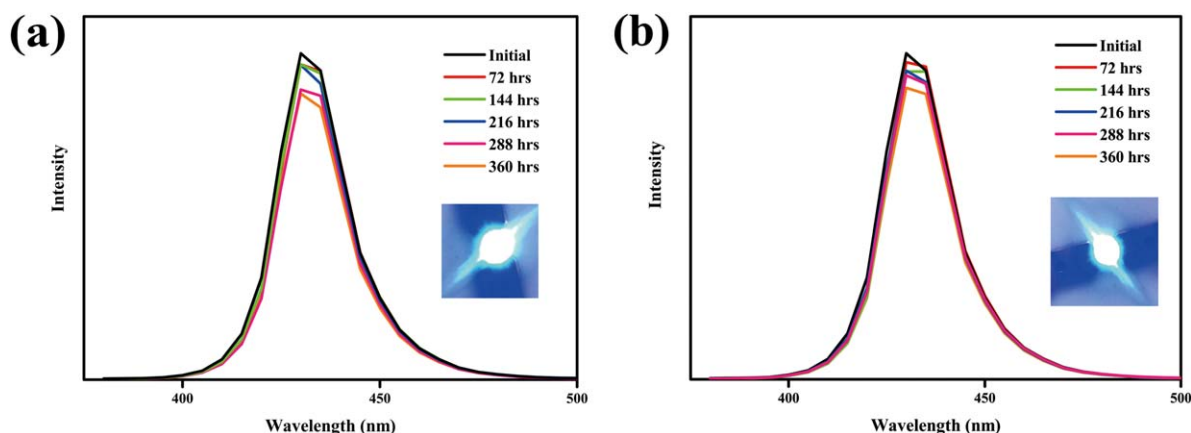 (a)
Initial
72 hrs
144 hrs
216 hrs
288 hrs
360 hrs
Intensity
400
450
500
Wavelength (nm)
(b)
Initial
72 hrs
144 hrs
216 hrs
288 hrs
360 hrs
Intensity
400
450
500
Wavelength (nm)